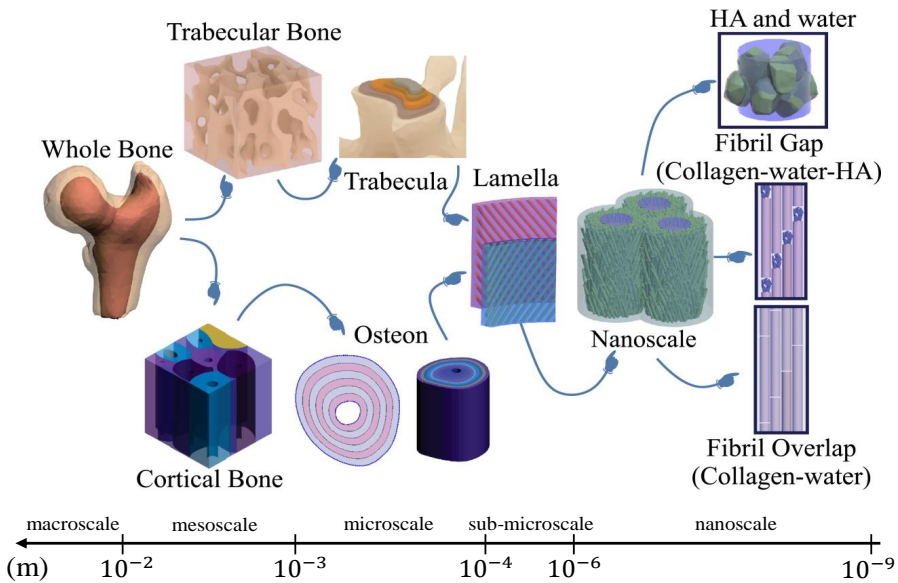 HA and water
Trabecular Bone
Fibril Gap
(Collagen-water-HA)
Whole Bone
Trabecula
Lamella
Osteon
Nanoscale
Cortical Bone
Fibril Overlap
(Collagen-water)
macroscale mesoscale microscale sub-microscale nanoscale
(m) 10⁻² 10⁻³ 10⁻⁴ 10⁻⁶ 10⁻⁹